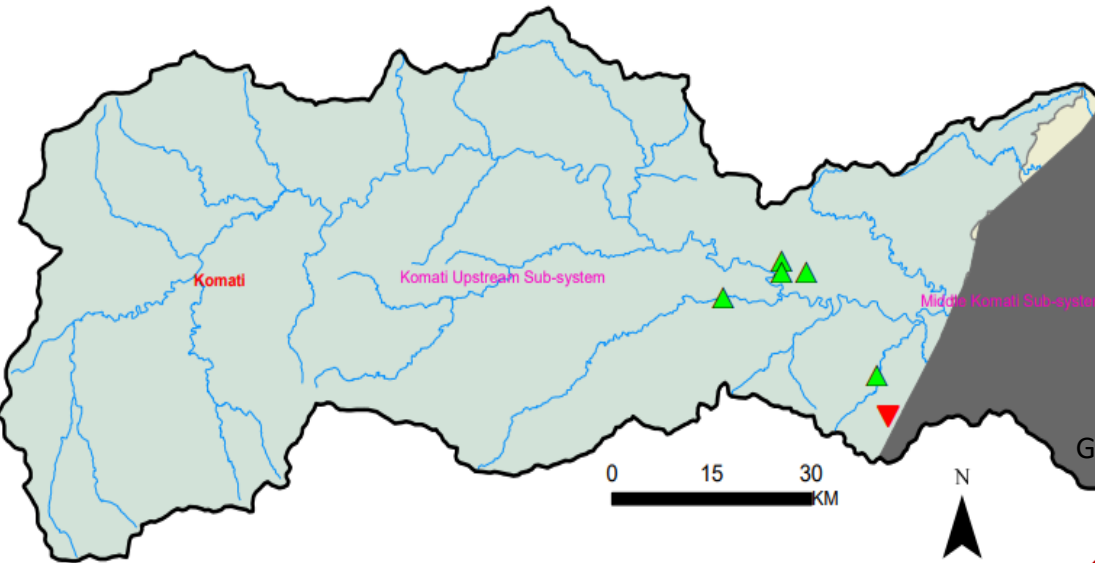 Komati
Komati Upstream Sub-system
Middle Komati Sub-system
0 15 30
KM
N
G